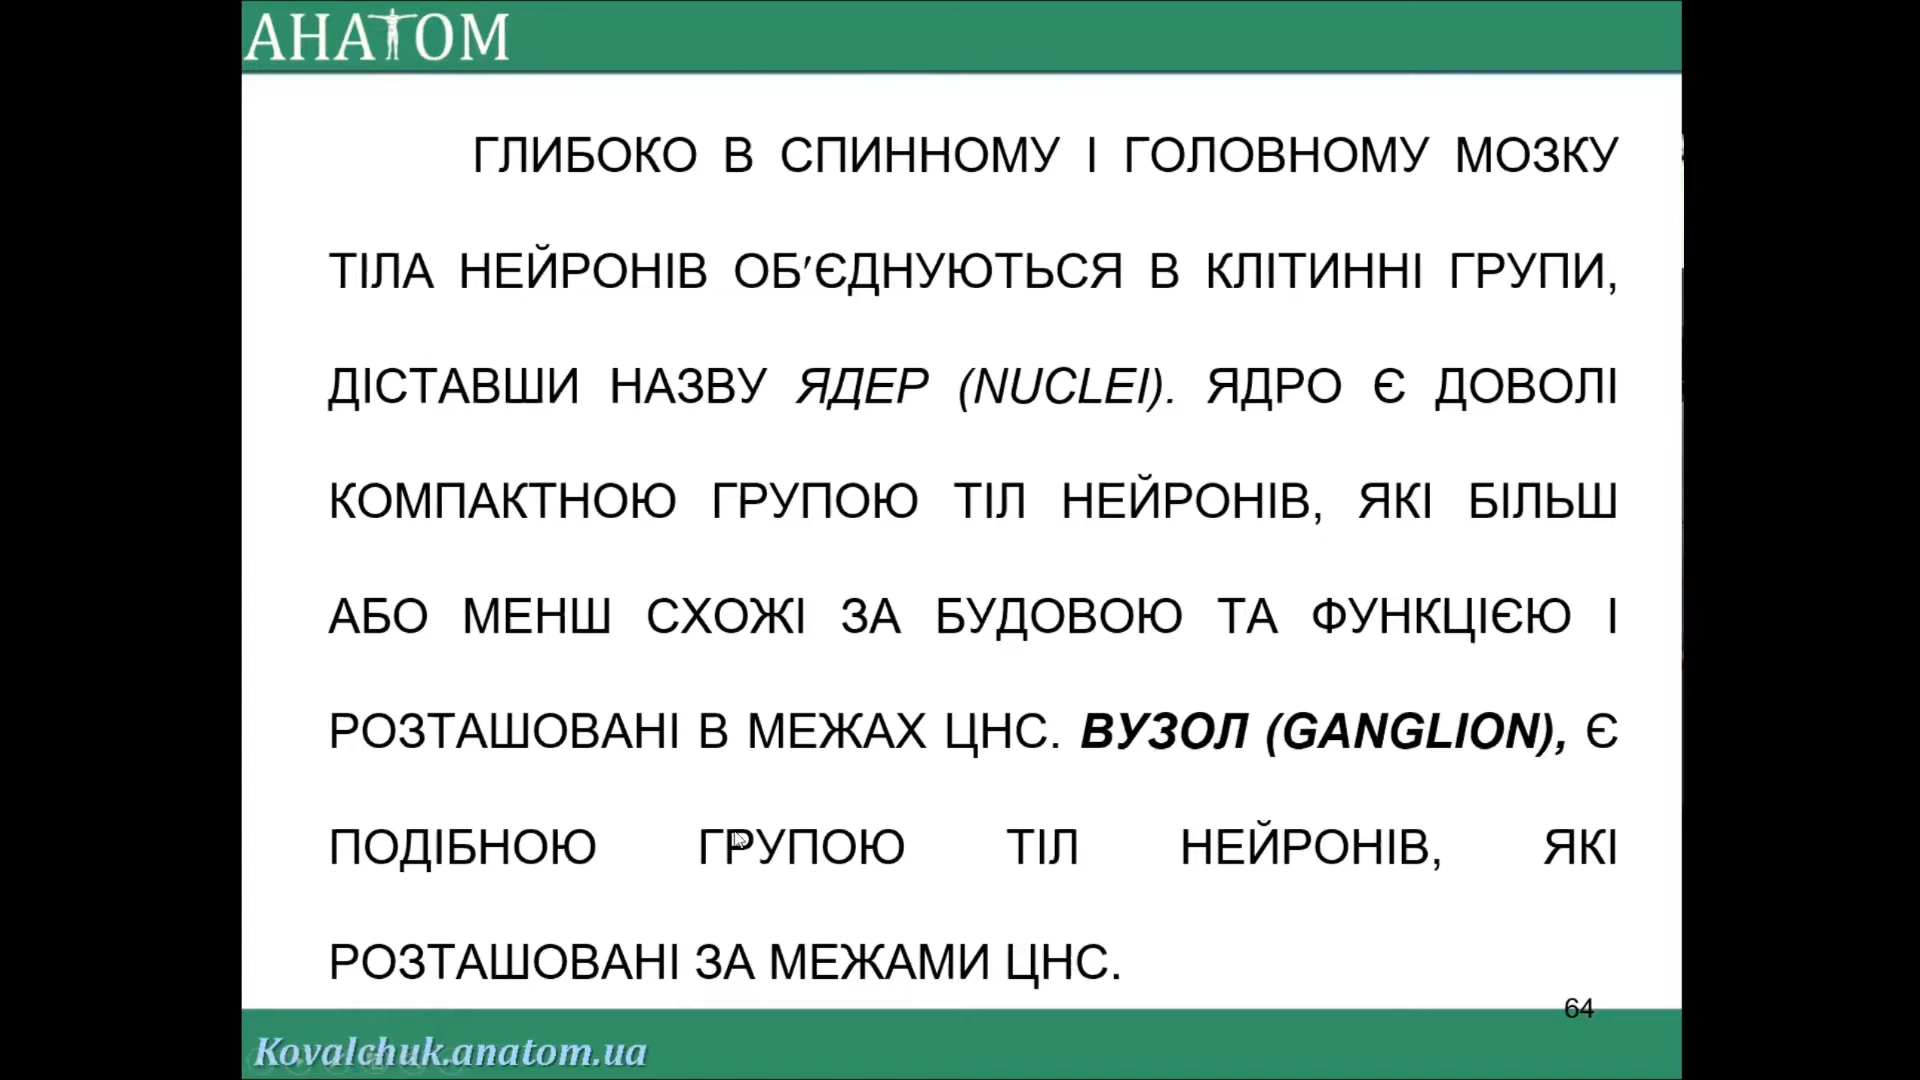 АНАТОМ
ГЛИБОКО В СПИННОМУ І ГОЛОВНОМУ МОЗКУ
ТІЛА НЕЙРОНІВ ОБ′ЄДНУЮТЬСЯ В КЛІТИННІ ГРУПИ,
ДІСТАВШИ НАЗВУ ЯДЕР (NUCLEI). ЯДРО Є ДОВОЛІ
КОМПАКТНОЮ ГРУПОЮ ТІЛ НЕЙРОНІВ, ЯКІ БІЛЬШ
АБО МЕНШ СХОЖІ ЗА БУДОВОЮ ТА ФУНКЦІЄЮ І
РОЗТАШОВАНІ В МЕЖАХ ЦНС. ВУЗОЛ (GANGLION), Є
ПОДІБНОЮ ГРУПОЮ ТІЛ НЕЙРОНІВ, ЯКІ
РОЗТАШОВАНІ ЗА МЕЖАМИ ЦНС.
64
Kovalchuk.anatom.ua